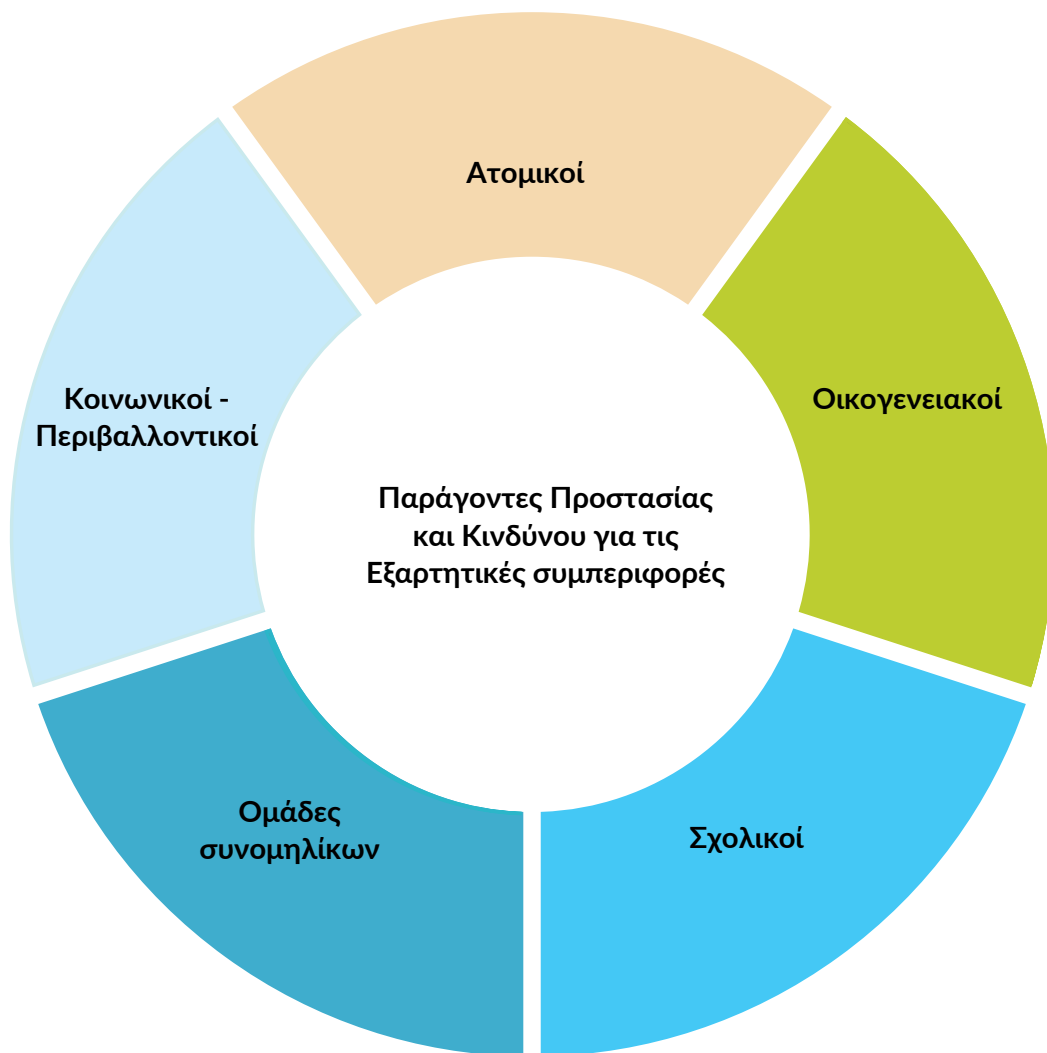 Ατομικοί
Οικογενειακοί
Κοινωνικοί -
Περιβαλλοντικοί
Παράγοντες Προστασίας
και Κινδύνου για τις
Εξαρτητικές συμπεριφορές
Σχολικοί
Ομάδες
συνομηλίκων